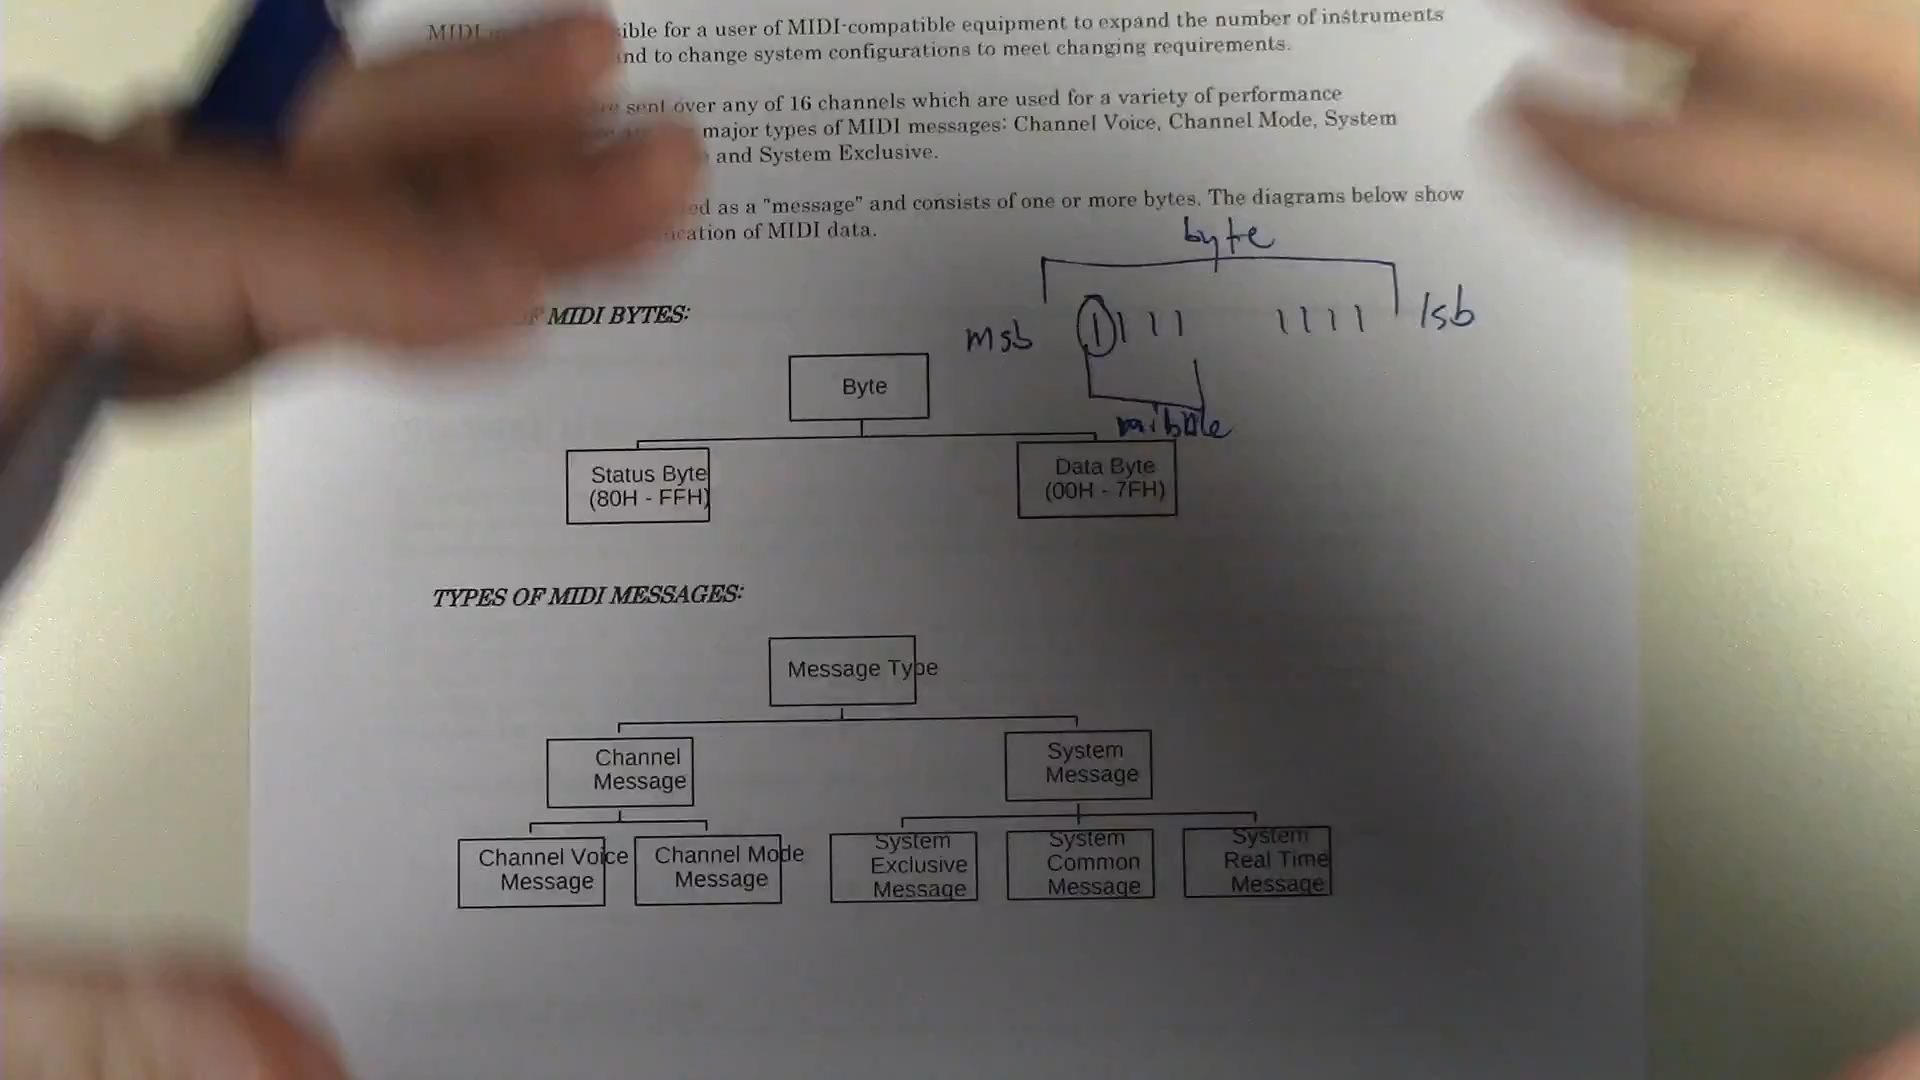 MIDI
ible for a user of MIDI-compatible equipment to expand the number of instruments
nd to change system configurations to meet changing requirements.
sent over any of 16 channels which are used for a variety of performance
major types of MIDI messages: Channel Voice, Channel Mode, System
and System Exclusive.
ed as a "message" and consists of one or more bytes. The diagrams below show
cation of MIDI data.
byte
MIDI BYTES:
msb 1111 1111 lsb
Byte
nibble
Status Byte
(80H - FFH)
Data Byte
(00H - 7FH)
TYPES OF MIDI MESSAGES:
Message Type
Channel
Message
System
Message
Channel Voice
Message
Channel Mode
Message
System
Exclusive
Message
System
Common
Message
System
Real Time
Message